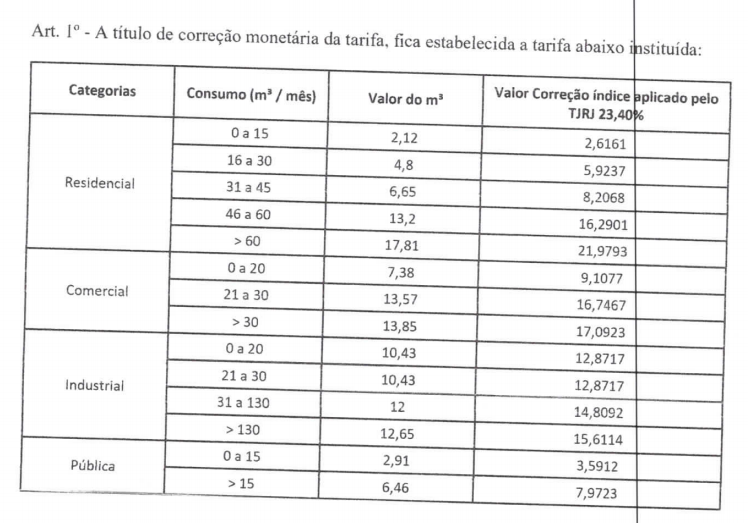 Art. 1º - A título de correção monetária da tarifa, fica estabelecida a tarifa abaixo instituída:
Categorias Consumo (m³ / mês) Valor do m³ Valor Correção índice aplicado pelo
TJRJ 23,40%
Residencial
0 a 15 2,12 2,6161
16 a 30 4,8 5,9237
31 a 45 6,65 8,2068
46 a 60 13,2 16,2901
> 60 17,81 21,9793
Comercial
0 a 20 7,38 9,1077
21 a 30 13,57 16,7467
> 30 13,85 17,0923
Industrial
0 a 20 10,43 12,8717
21 a 30 10,43 12,8717
31 a 130 12 14,8092
> 130 12,65 15,6114
Pública
0 a 15 2,91 3,5912
> 15 6,46 7,9723